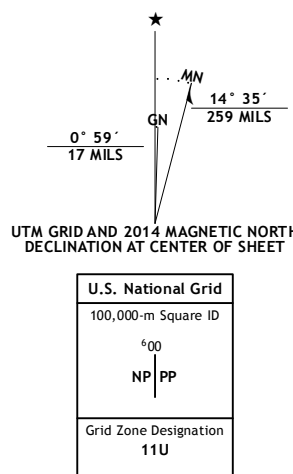 MN
GN
14° 35´
259 MILS
0° 59´
17 MILS
UTM GRID AND 2014 MAGNETIC NORTH
DECLINATION AT CENTER OF SHEET
U.S. National Grid
100,000-m Square ID
⁶00
NP PP
Grid Zone Designation
11U